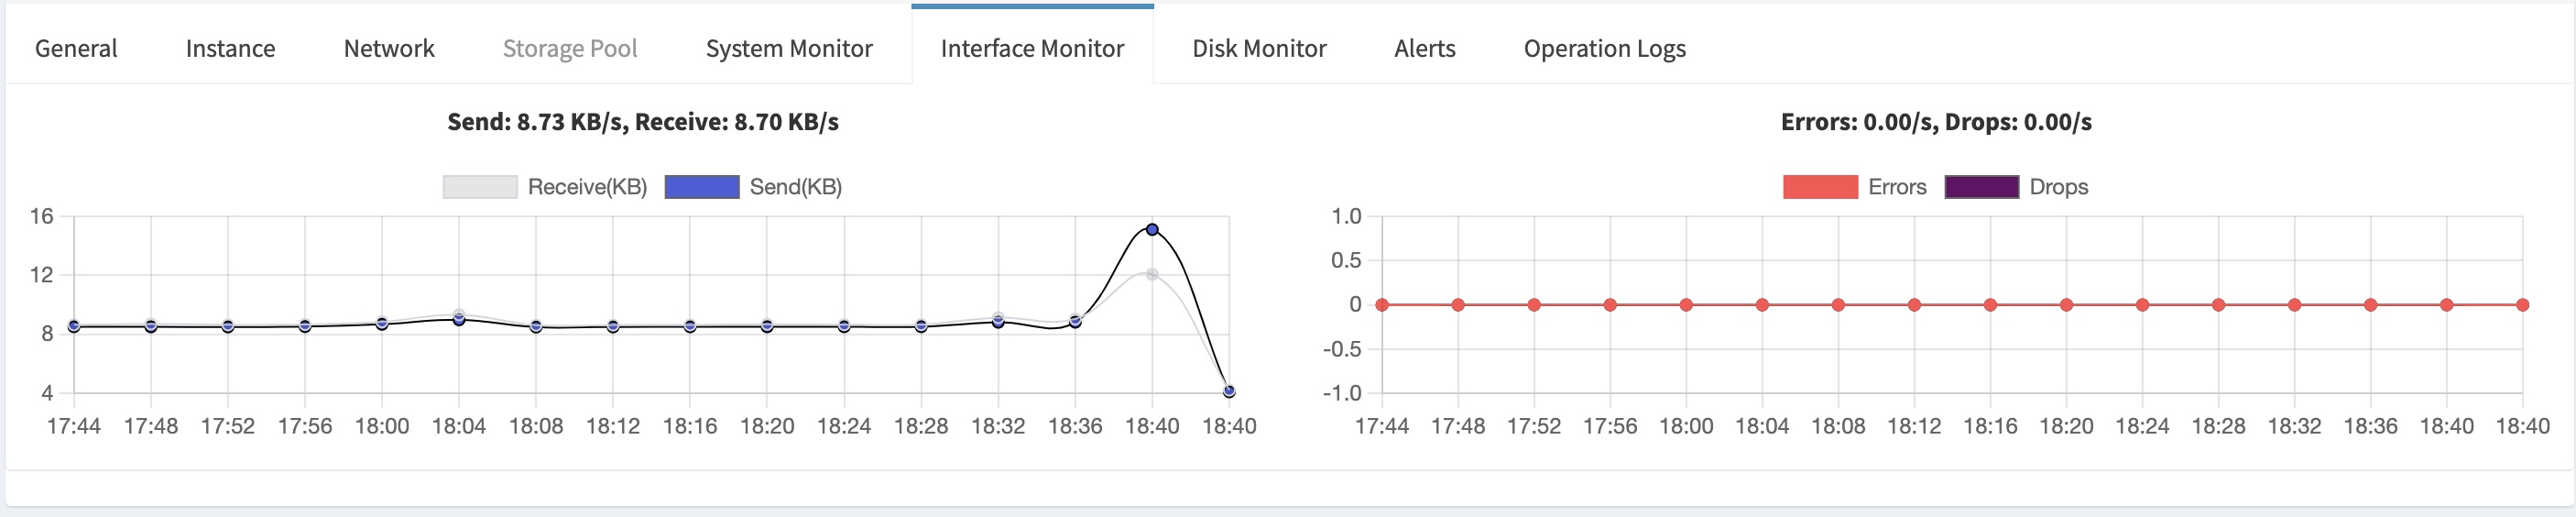 General Instance Network Storage Pool System Monitor Interface Monitor Disk Monitor Alerts Operation Logs
Send: 8.73 KB/s, Receive: 8.70 KB/s
Receive(KB) Send(KB)
16
12
8
4
17:44 17:48 17:52 17:56 18:00 18:04 18:08 18:12 18:16 18:20 18:24 18:28 18:32 18:36 18:40 18:40
Errors: 0.00/s, Drops: 0.00/s
Errors Drops
1.0
0.5
0
-0.5
-1.0
17:44 17:48 17:52 17:56 18:00 18:04 18:08 18:12 18:16 18:20 18:24 18:28 18:32 18:36 18:40 18:40